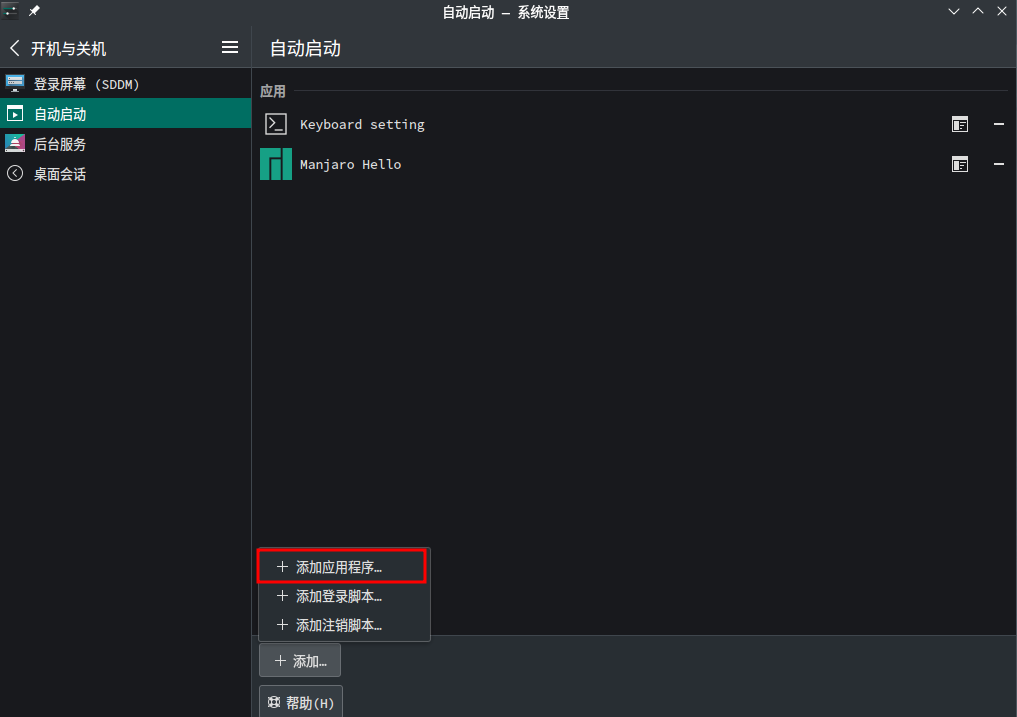 自动启动 — 系统设置
开机与关机
自动启动
登录屏幕 (SDDM)
自动启动
后台服务
桌面会话
应用
Keyboard setting
Manjaro Hello
添加应用程序…
添加登录脚本…
添加注销脚本…
添加…
帮助(H)